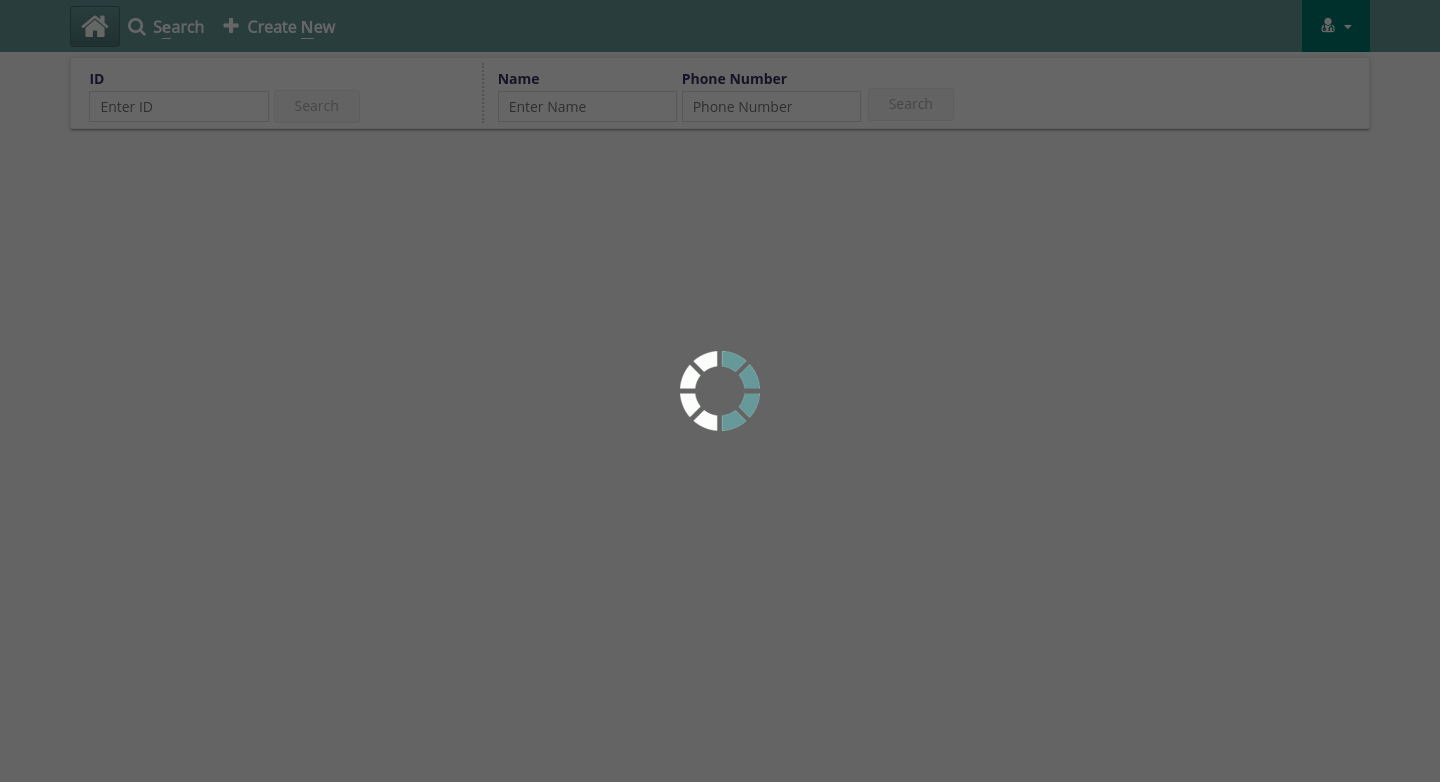 Search
Create New
ID
Enter ID
Search
Name
Enter Name
Phone Number
Phone Number
Search